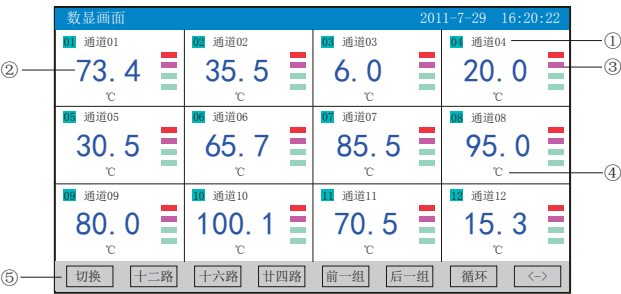 数显画面 2011-7-29 16:20:22
01 通道01 02 通道02 03 通道03 04 通道04 ①
② 73.4 35.5 6.0 20.0 ③
℃ ℃ ℃ ℃
05 通道05 06 通道06 07 通道07 08 通道08
30.5 65.7 85.5 95.0
℃ ℃ ℃ ℃ ④
09 通道09 10 通道10 11 通道11 12 通道12
80.0 100.1 70.5 15.3
℃ ℃ ℃ ℃
⑤ 切换 十二路 十六路 廿四路 前一组 后一组 循环 <->